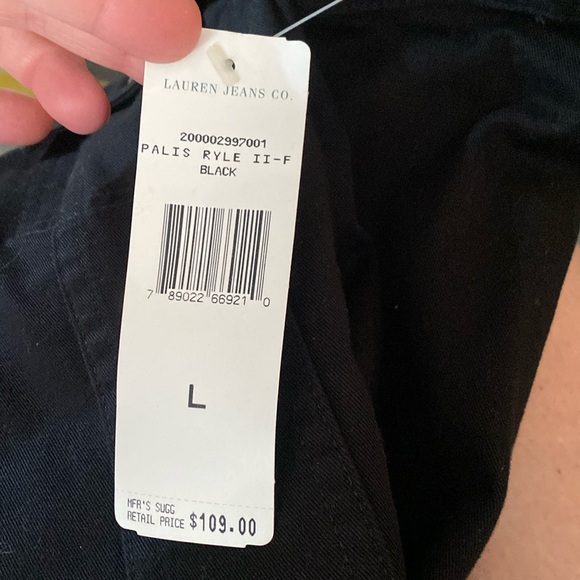 LAUREN JEANS CO.
200002997001
PALIS RYLE II-F
BLACK
7 89022 66921 0
L
MFR'S SUGG
RETAIL PRICE $109.00